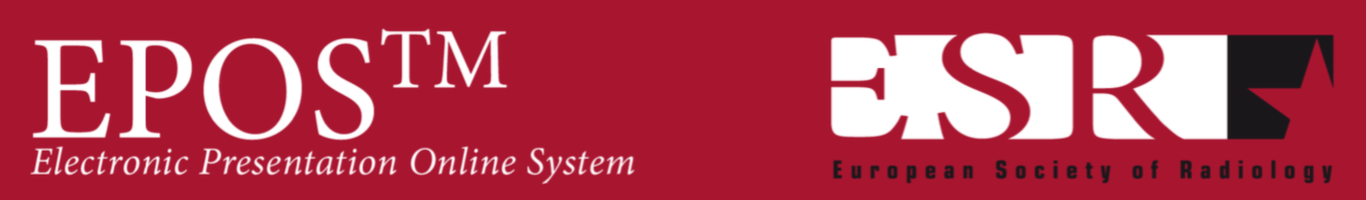 EPOS™
Electronic Presentation Online System
ESR
European Society of Radiology